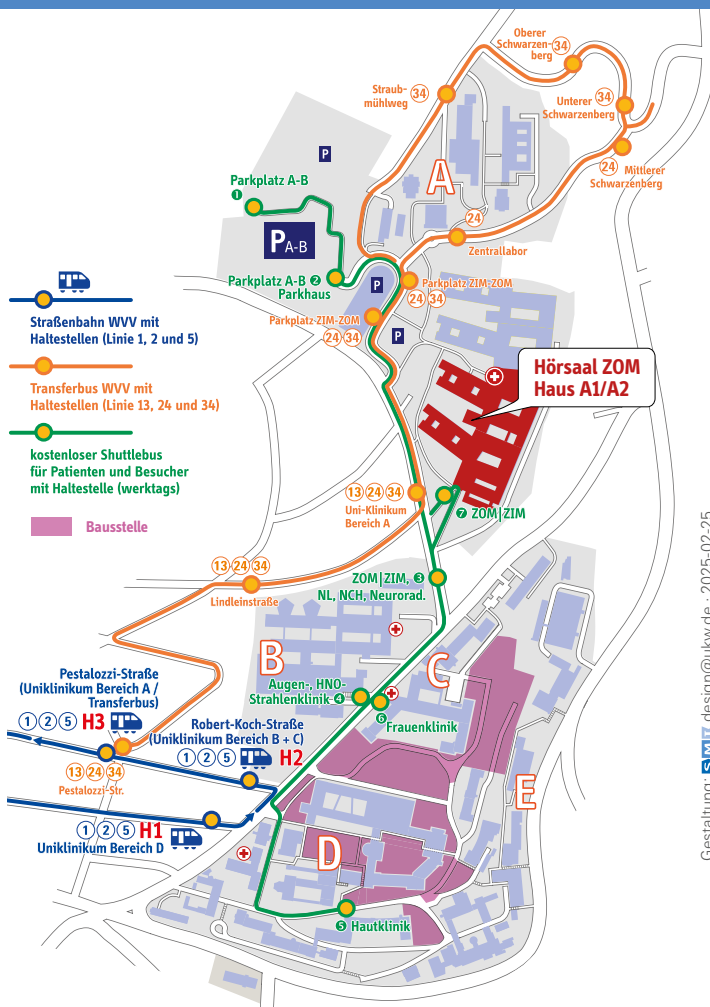 Oberer
Schwarzen-
berg
34
Straub-
mühlweg
34
Unterer
Schwarzenberg
34
24
Mittlerer
Schwarzenberg
A
P
Parkplatz A-B
1
24
Zentrallabor
P A-B
Parkplatz A-B 2
Parkhaus
P
Parkplatz ZIM-ZOM
24 34
Parkplatz ZIM-ZOM
24 34
P
Straßenbahn WVV mit
Haltestellen (Linie 1, 2 und 5)
Transferbus WVV mit
Haltestellen (Linie 13, 24 und 34)
kostenloser Shuttlebus
für Patienten und Besucher
mit Haltestelle (werktags)
Bausstelle
Hörsaal ZOM
Haus A1/A2
13 24 34
Uni-Klinikum
Bereich A
7 ZOM|ZIM
13 24 34
Lindleinstraße
ZOM|ZIM, 3
NL, NCH, Neurorad.
B
C
Augen-, HNO-
Strahlenklinik 4
6
Frauenklinik
Pestalozzi-Straße
(Uniklinikum Bereich A /
Transferbus)
1 2 5 H3
Robert-Koch-Straße
(Uniklinikum Bereich B + C)
1 2 5 H2
13 24 34
Pestalozzi-Str.
E
1 2 5 H1
Uniklinikum Bereich D
D
5 Hautklinik
Gestaltung: SMI design@ukw.de · 2025-02-25